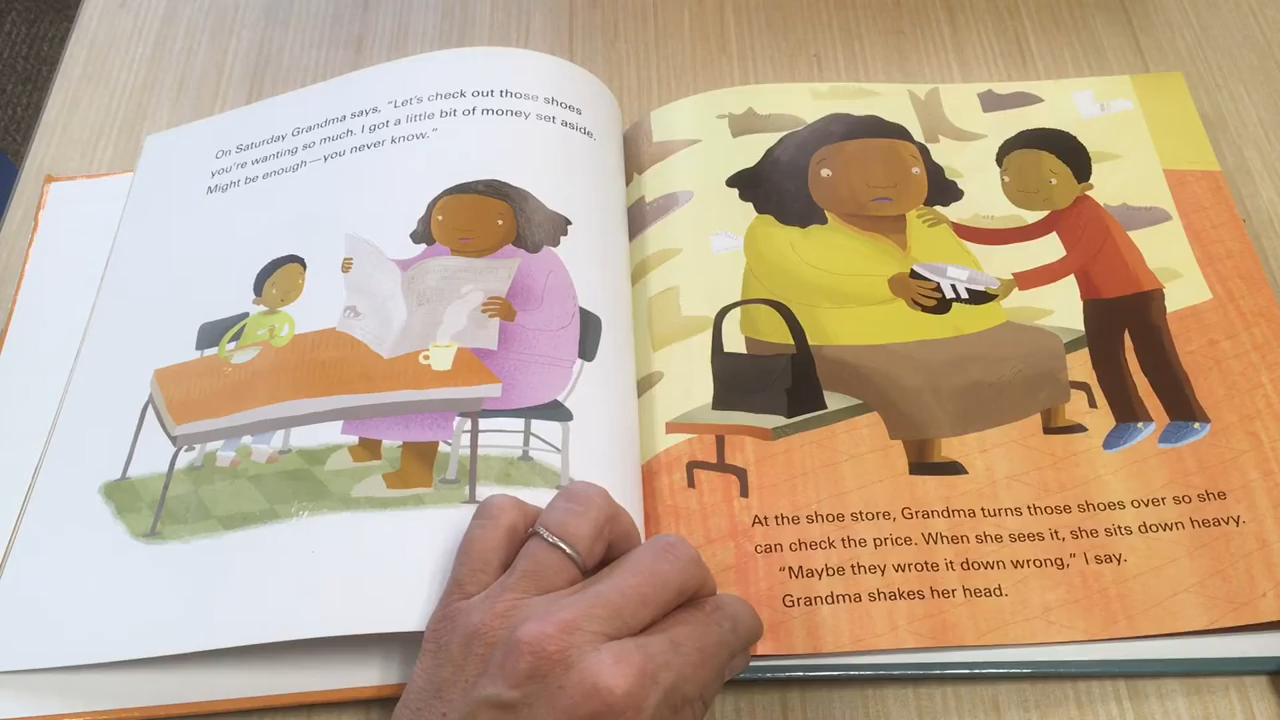 On Saturday Grandma says, “Let’s check out those shoes
you’re wanting so much. I got a little bit of money set aside.
Might be enough—you never know.”
At the shoe store, Grandma turns those shoes over so she
can check the price. When she sees it, she sits down heavy.
“Maybe they wrote it down wrong,” I say.
Grandma shakes her head.